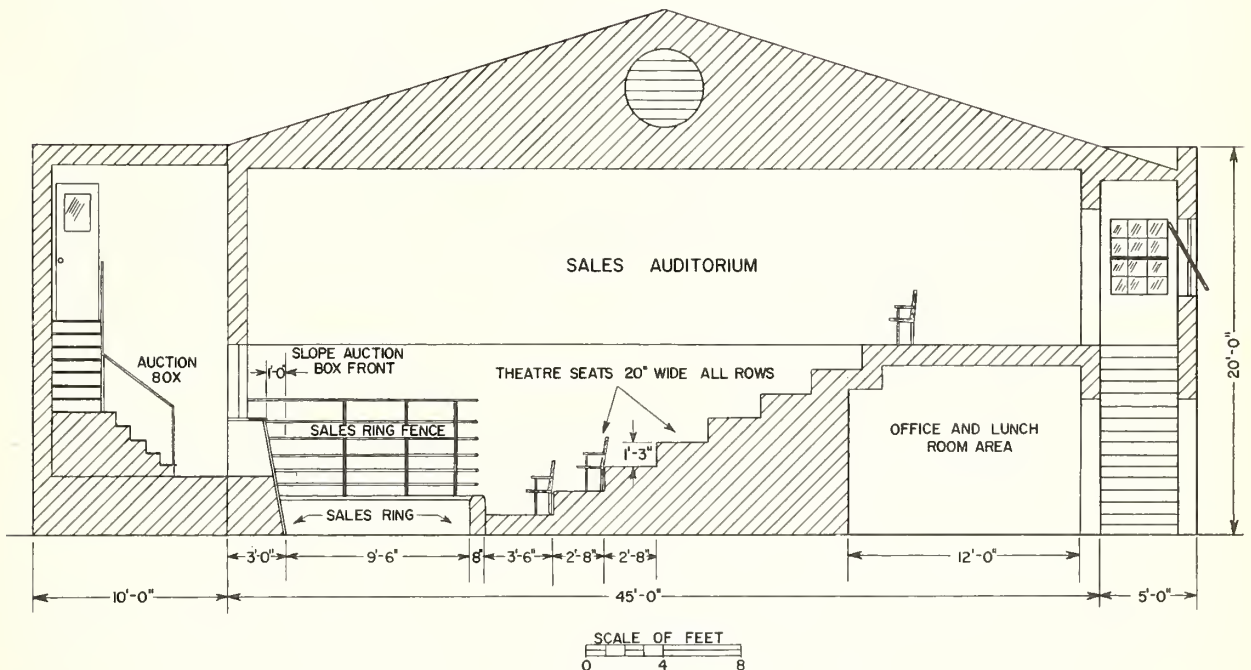 SALES AUDITORIUM
AUCTION
BOX
SLOPE AUCTION
BOX FRONT
1'-0"
THEATRE SEATS 20" WIDE ALL ROWS
SALES RING FENCE
1'-3"
OFFICE AND LUNCH
ROOM AREA
20'-0"
SALES RING
3'-0"
9'-6"
8"
3'-6"
2'-8"
2'-8"
12'-0"
10'-0"
45'-0"
5'-0"
SCALE OF FEET
0 4 8